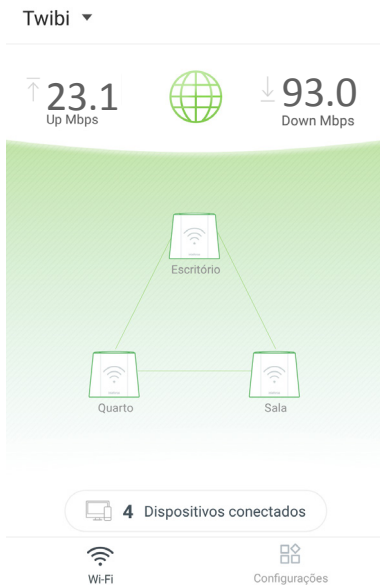 Twibi
23.1
Up Mbps
93.0
Down Mbps
Escritório
Quarto
Sala
4 Dispositivos conectados
Wi-Fi
Configurações